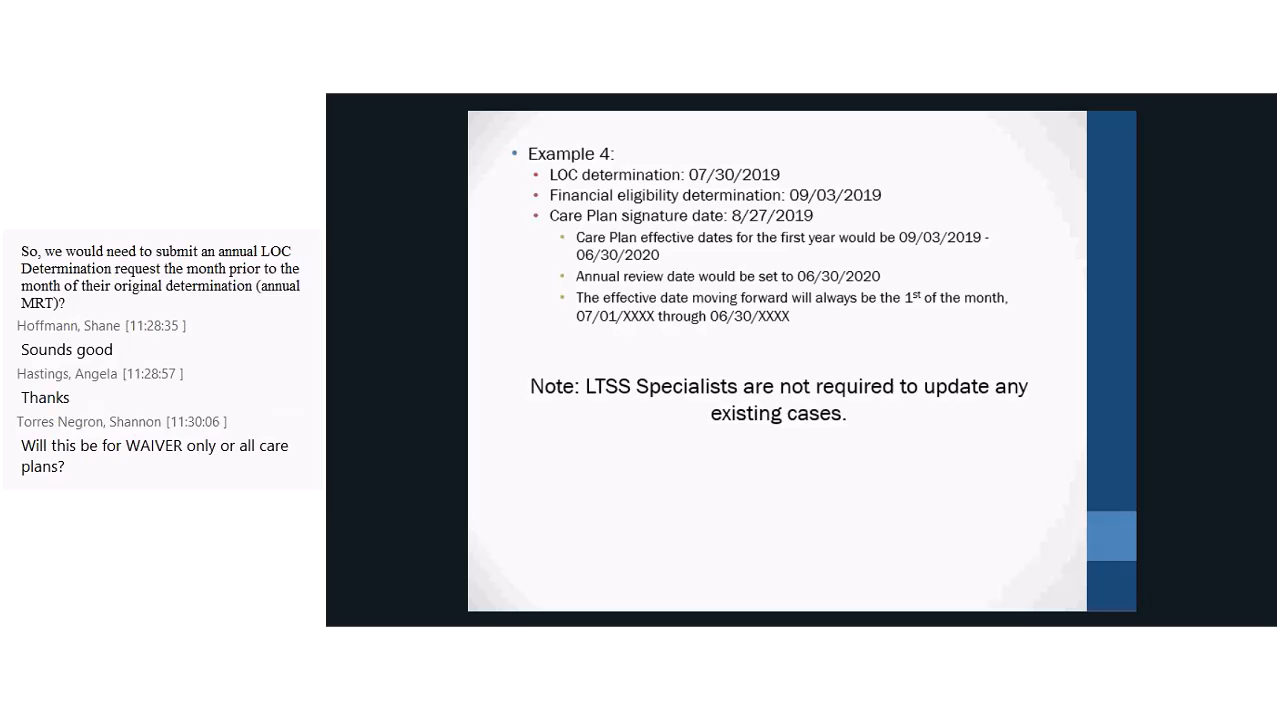 So, we would need to submit an annual LOC
Determination request the month prior to the
month of their original determination (annual
MRT)?
Hoffmann, Shane [11:28:35 ]
Sounds good
Hastings, Angela [11:28:57 ]
Thanks
Torres Negron, Shannon [11:30:06 ]
Will this be for WAIVER only or all care
plans?
• Example 4:
• LOC determination: 07/30/2019
• Financial eligibility determination: 09/03/2019
• Care Plan signature date: 8/27/2019
• Care Plan effective dates for the first year would be 09/03/2019 -
06/30/2020
• Annual review date would be set to 06/30/2020
• The effective date moving forward will always be the 1st of the month,
07/01/XXXX through 06/30/XXXX
Note: LTSS Specialists are not required to update any
existing cases.